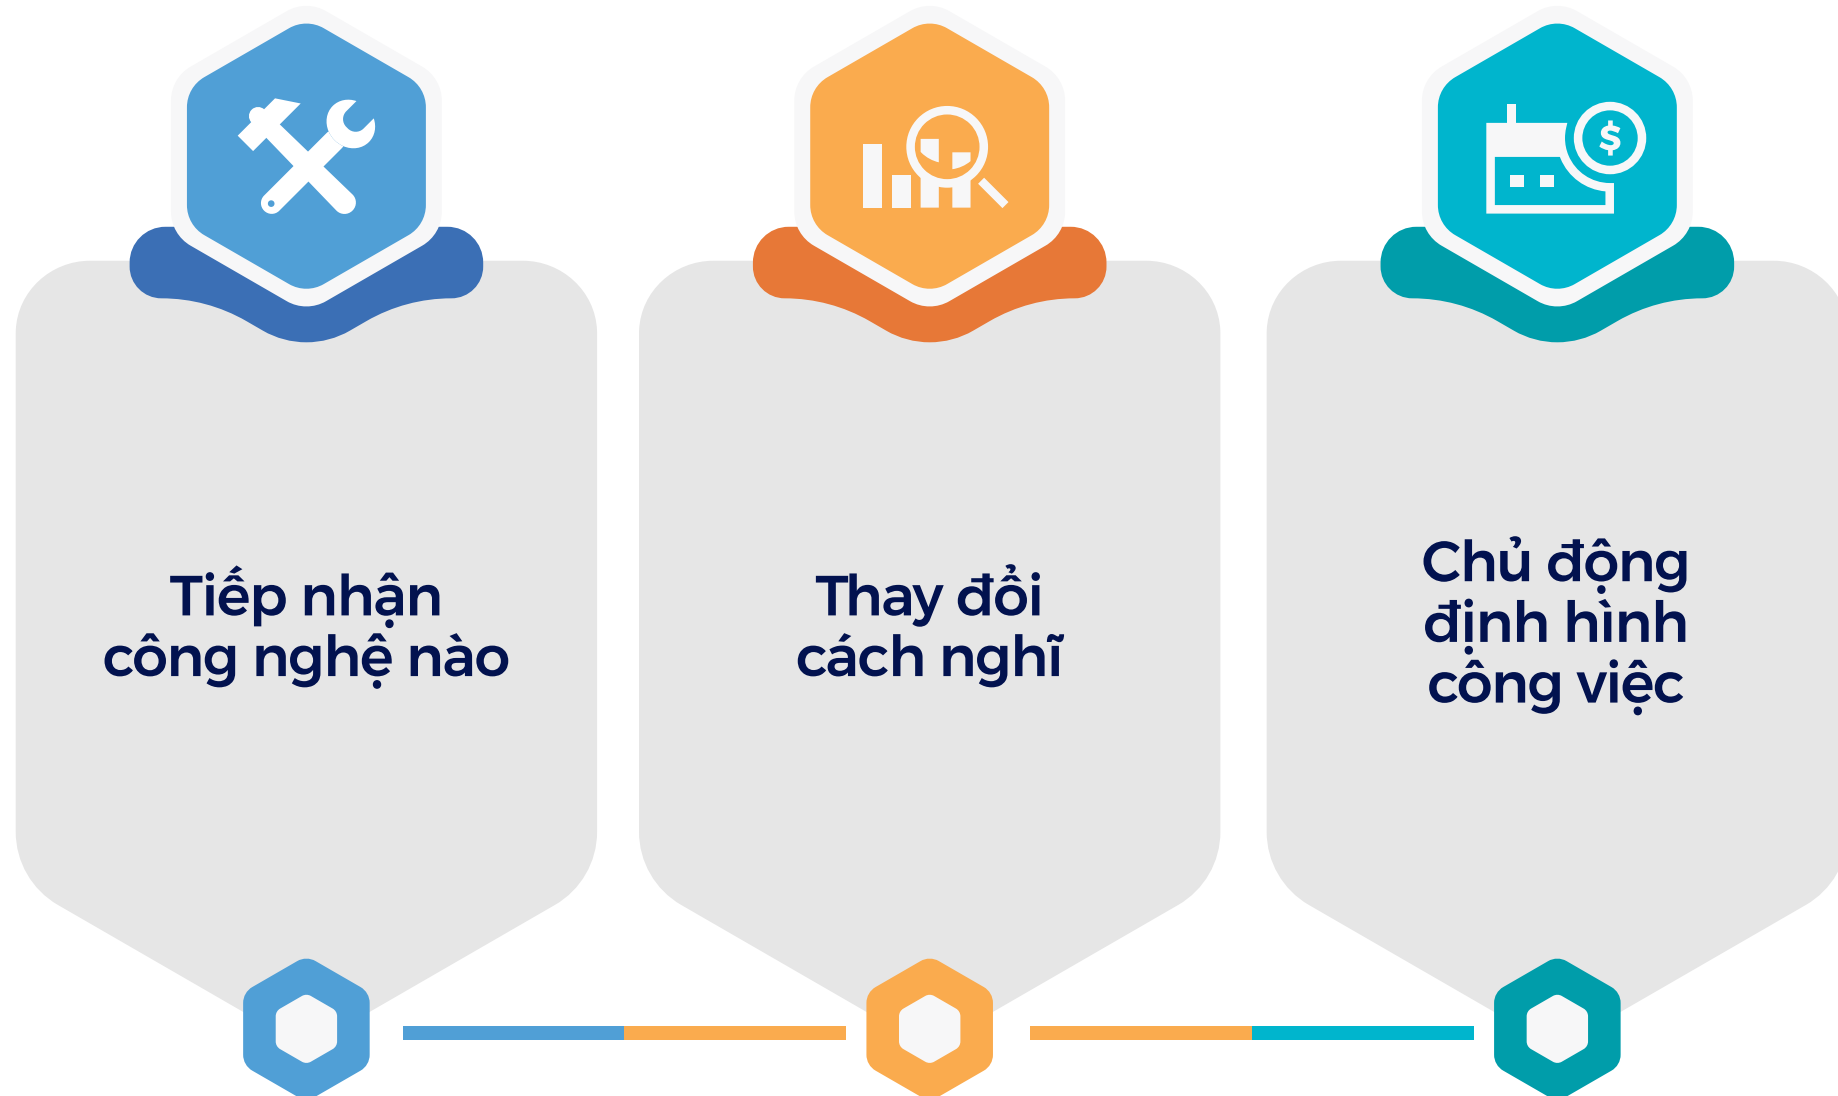 Tiếp nhận
công nghệ nào
Thay đổi
cách nghĩ
Chủ động
định hình
công việc
$